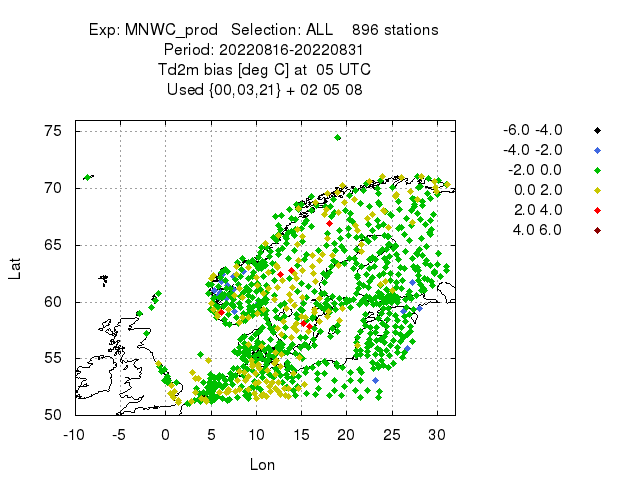 Exp: MNWC_prod   Selection: ALL    896 stations
Period: 20220816-20220831
Td2m bias [deg C] at  05 UTC
Used {00,03,21} + 02 05 08
-6.0 -4.0
-4.0 -2.0
-2.0 0.0
0.0 2.0
2.0 4.0
4.0 6.0
75
70
65
60
55
50
Lat
-10 -5 0 5 10 15 20 25 30
Lon